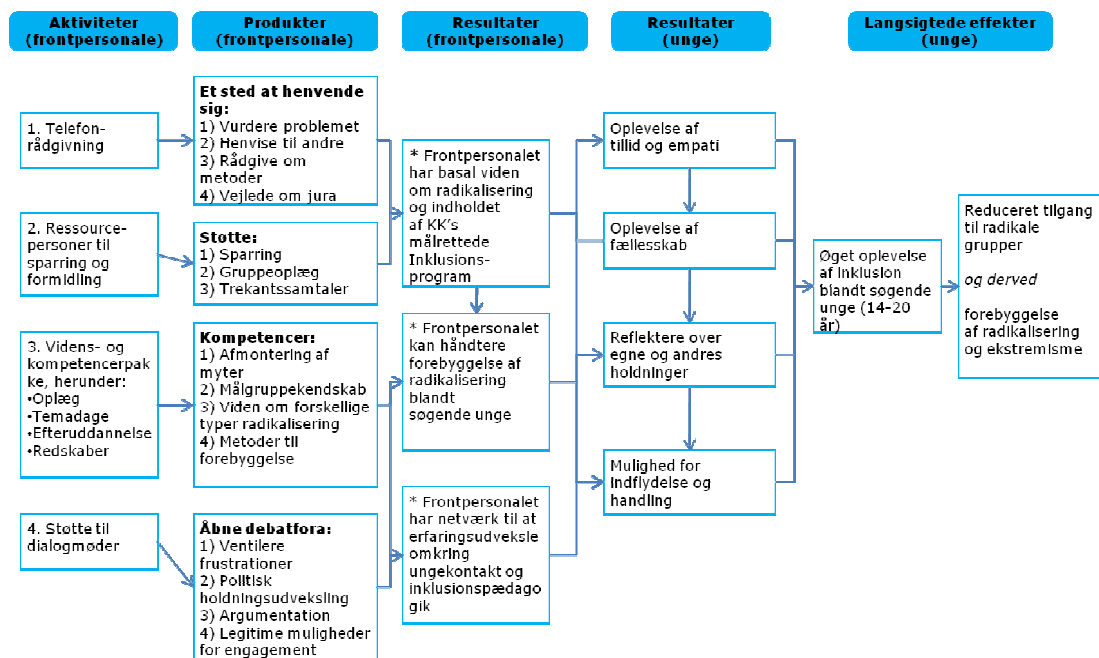 Aktiviteter
(frontpersonale)
Produkter
(frontpersonale)
Resultater
(frontpersonale)
Resultater
(unge)
Langsigtede effekter
(unge)
1. Telefon-
rådgivning
2. Ressource-
personer til
sparring og
formidling
3. Videns- og
kompetencerpak
ke, herunder:
•Oplæg
•Temadage
•Efteruddannelse
•Redskaber
4. Støtte til
dialogmøder
Et sted at henvende
sig:
1) Vurdere problemet
2) Henvise til andre
3) Rådgive om
metoder
4) Vejlede om jura
Støtte:
1) Sparring
2) Gruppeoplæg
3) Trekantssamtaler
Kompetencer:
1) Afmontering af
myter
2) Målgruppekendskab
3) Viden om forskellige
typer radikalisering
4) Metoder til
forebyggelse
Åbne debatfora:
1) Ventilere
frustrationer
2) Politisk
holdningsudveksling
3) Argumentation
4) Legitime muligheder
for engagement
* Frontpersonalet
har basal viden
om radikalisering
og indholdet
af KK's
målrettede
Inklusions-
program
* Frontpersonalet
kan håndtere
forebyggelse af
radikalisering
blandt
søgende unge
* Frontpersonalet
har netværk til at
erfaringsudveksle
omkring
ungekontakt og
inklusionspædago
gik
Oplevelse af
tillid og empati
Oplevelse af
fællesskab
Reflektere over
egne og andres
holdninger
Mulighed for
indflydelse og
handling
Øget oplevelse
af inklusion
blandt søgende
unge (14-20
år)
Reduceret tilgang
til radikale
grupper
og derved
forebyggelse
af radikalisering
og ekstremisme